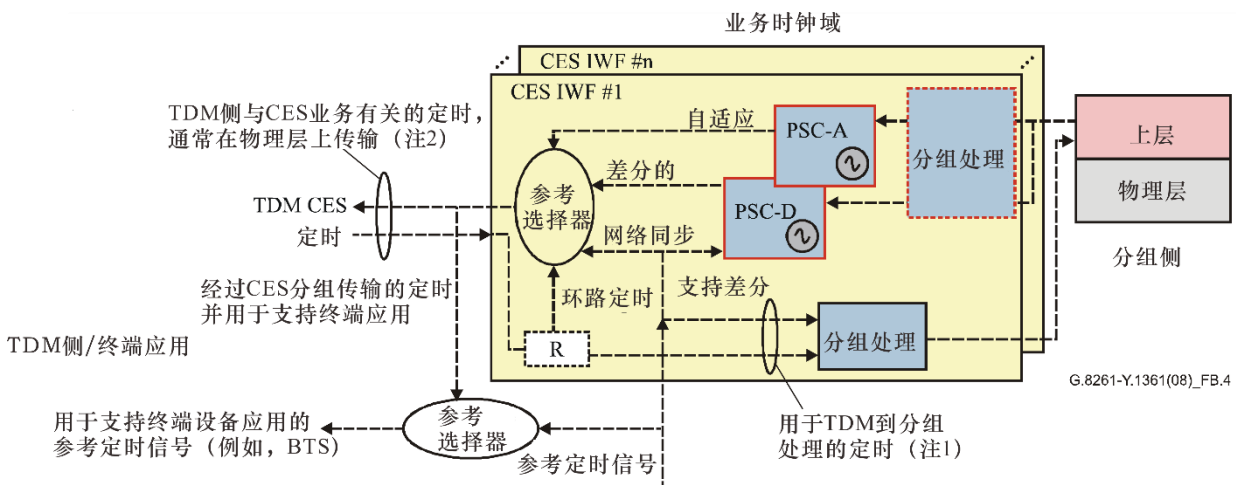 业务时钟域
CES IWF #n
CES IWF #1
TDM侧与CES业务有关的定时，
通常在物理层上传输（注2）
自适应
PSC-A
分组处理
上层
物理层
分组侧
差分的
PSC-D
参考
选择器
TDM CES
定时
网络同步
经过CES分组传输的定时
并用于支持终端应用
环路定时
支持差分
R
分组处理
TDM侧/终端应用
G.8261-Y.1361(08)_FB.4
用于支持终端设备应用的
参考定时信号（例如，BTS）
参考
选择器
参考定时信号
用于TDM到分组
处理的定时（注1）